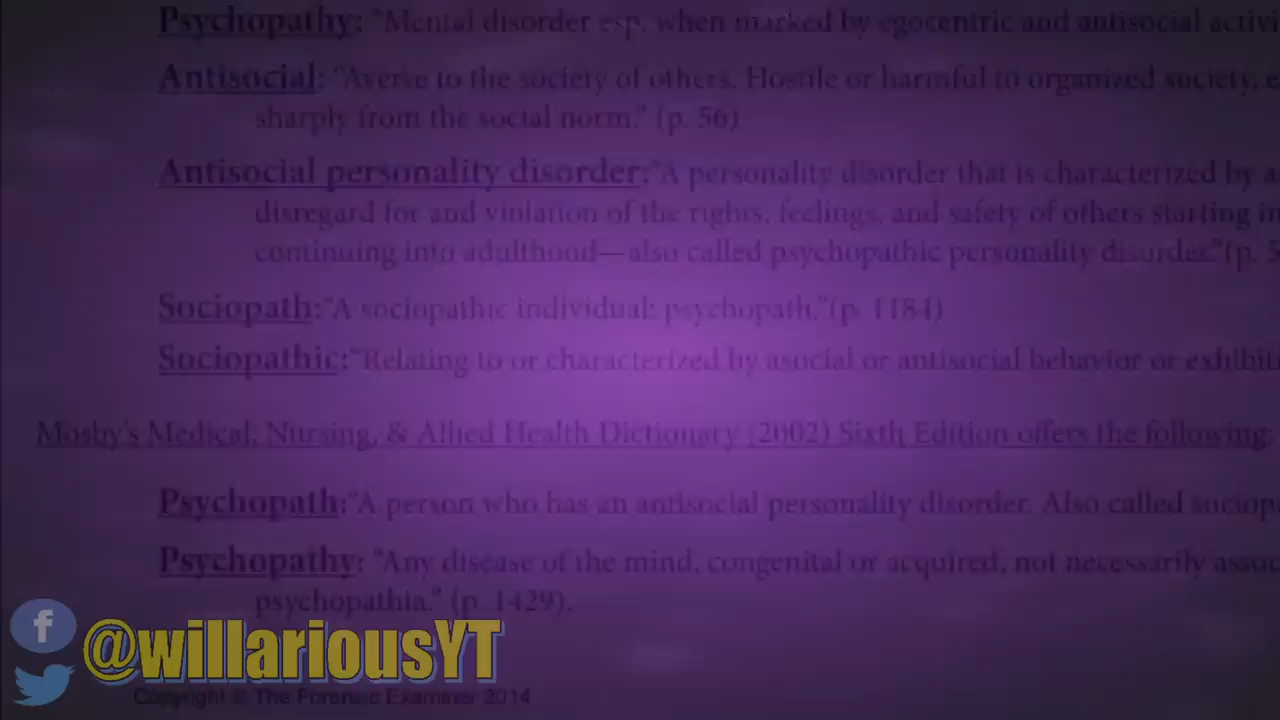 Psychopathy: "Mental disorder esp. when marked by egocentric and antisocial activi
Antisocial: "Averse to the society of others. Hostile or harmful to organized society, e
sharply from the social norm." (p. 56)
Antisocial personality disorder:"A personality disorder that is characterized by a
disregard for and violation of the rights, feelings, and safety of others starting in
continuing into adulthood—also called psychopathic personality disorder."(p. 5
Sociopath:"A sociopathic individual: psychopath."(p. 1184)
Sociopathic:"Relating to or characterized by asocial or antisocial behavior or exhibit
Mosby's Medical, Nursing, & Allied Health Dictionary (2002) Sixth Edition offers the following:
Psychopath:"A person who has an antisocial personality disorder. Also called sociop
Psychopathy: "Any disease of the mind, congenital or acquired, not necessarily assoc
psychopathia." (p. 1429).
f @willariousYT
Copyright © The Forensic Examiner 2014